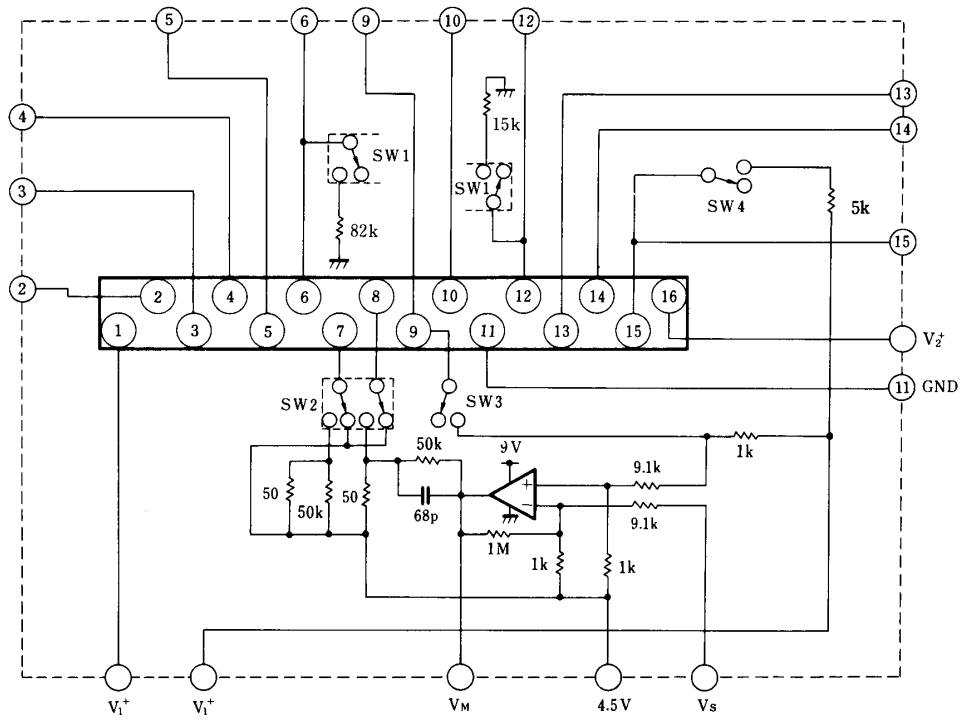 5 6 9 10 12
13
4 15k 14
SW1
SW1
3 SW4 5k
82k 15
2 2 4 6 8 10 12 14 16
1 3 5 7 9 11 13 15
V₂⁺
11 GND
SW2 SW3
50k 9V 1k
9.1k
+
50 50k 50 −
68p 9.1k
1M
1k 1k
V₁⁺ V₁⁺ V_M 4.5V V_S